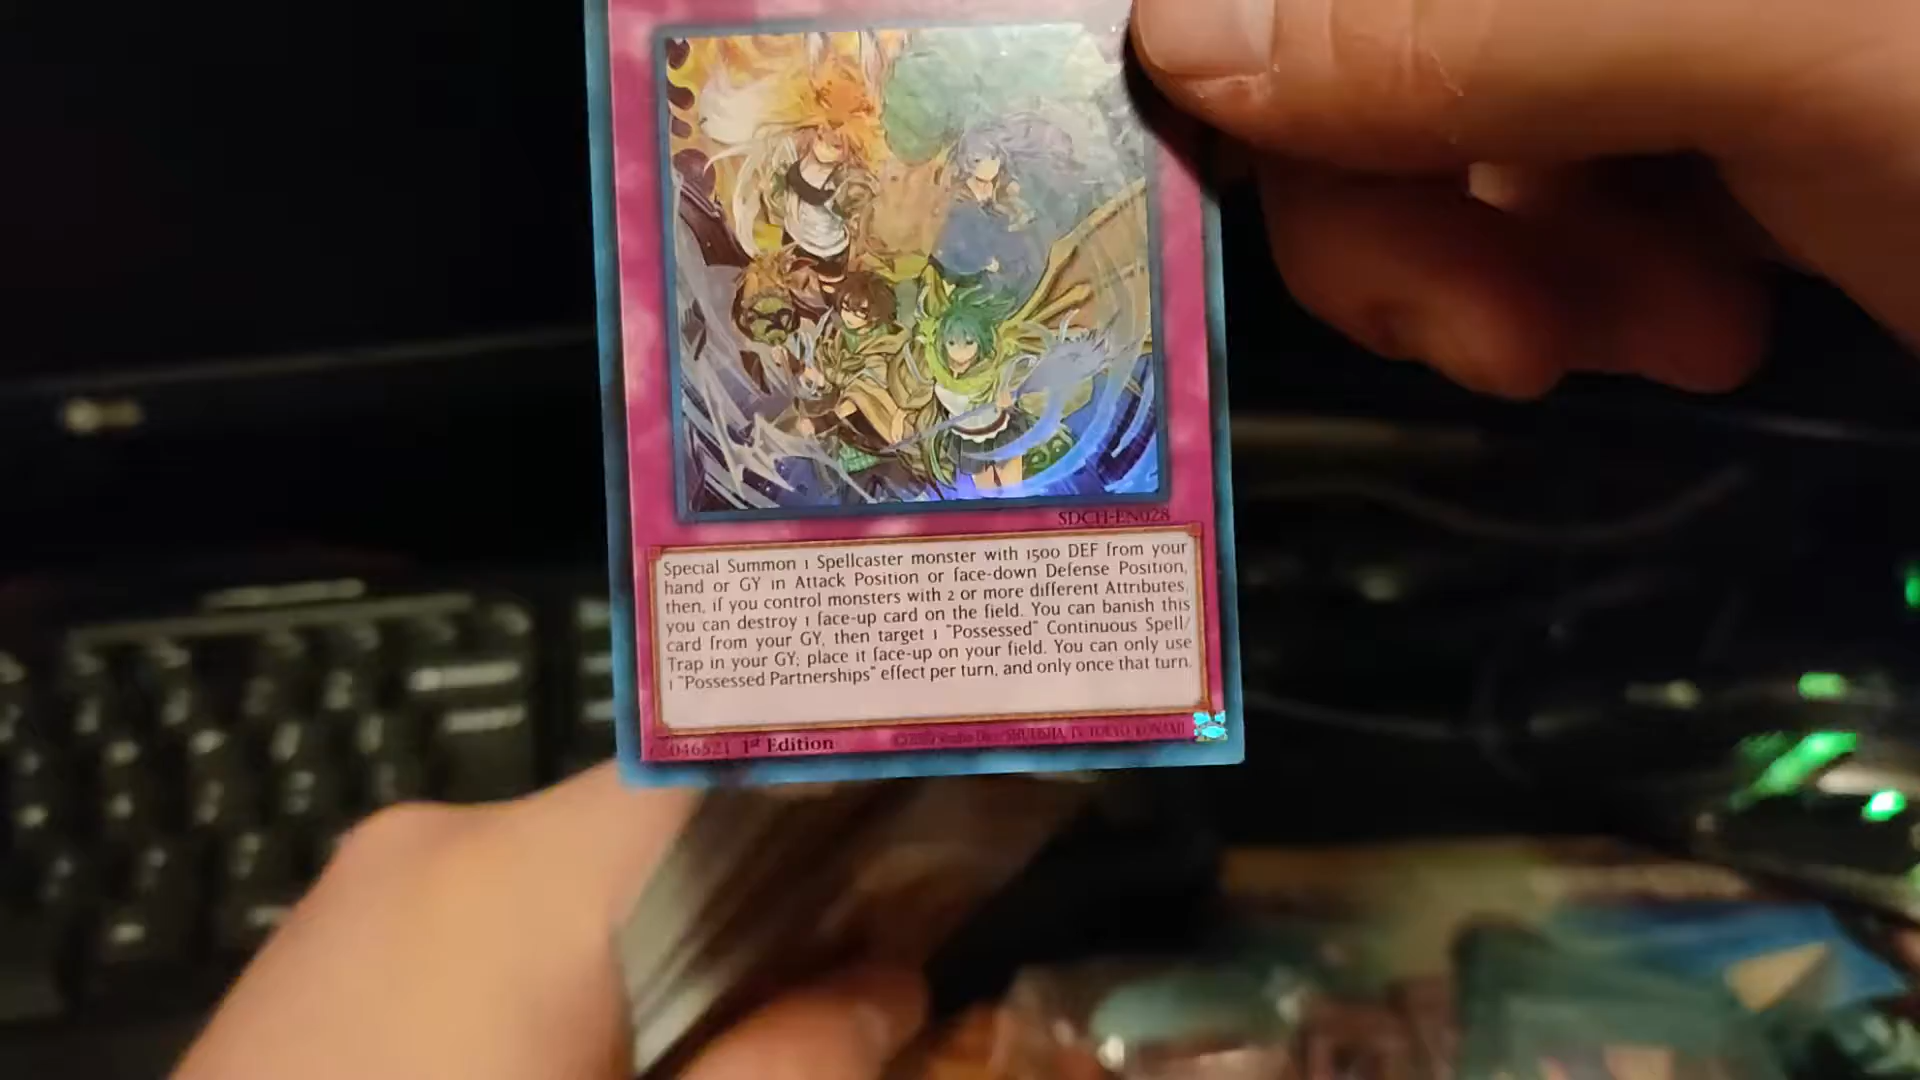 SDCH-EN028
Special Summon 1 Spellcaster monster with 1500 DEF from your
hand or GY in Attack Position or face-down Defense Position,
then, if you control monsters with 2 or more different Attributes,
you can destroy 1 face-up card on the field. You can banish this
card from your GY, then target 1 "Possessed" Continuous Spell/
Trap in your GY; place it face-up on your field. You can only use
1 "Possessed Partnerships" effect per turn, and only once that turn.
1st Edition